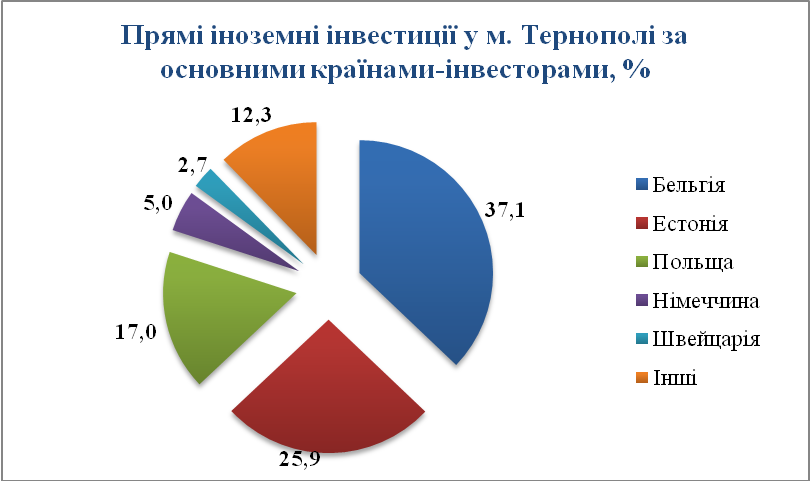 Прямі іноземні інвестиції у м. Тернополі за
основними країнами-інвесторами, %
12,3
2,7
5,0
37,1
17,0
25,9
Бельгія
Естонія
Польща
Німеччина
Швейцарія
Інші